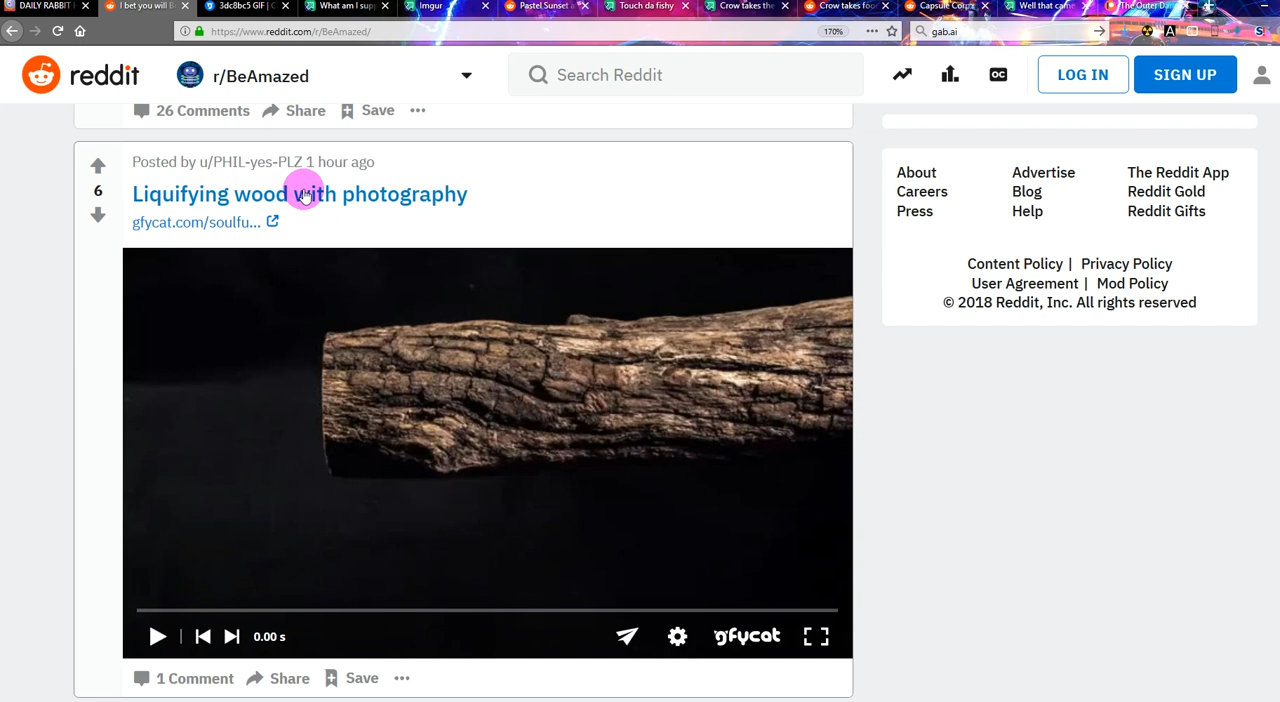 DAILY RABBIT
I bet you will B
3dc8bc5 GIF
What am I supp
Imgur
Pastel Sunset a
Touch da fishy
Crow takes the
Crow takes foo
Capsule Corp
Well that came
The Outer Dar
https://www.reddit.com/r/BeAmazed/
170%
gab.ai
reddit
r/BeAmazed
Search Reddit
OC
LOG IN
SIGN UP
26 Comments
Share
Save
Posted by u/PHIL-yes-PLZ 1 hour ago
6
Liquifying wood with photography
gfycat.com/soulfu...
0.00 s
gfycat
1 Comment
Share
Save
About
Advertise
The Reddit App
Careers
Blog
Reddit Gold
Press
Help
Reddit Gifts
Content Policy | Privacy Policy
User Agreement | Mod Policy
© 2018 Reddit, Inc. All rights reserved